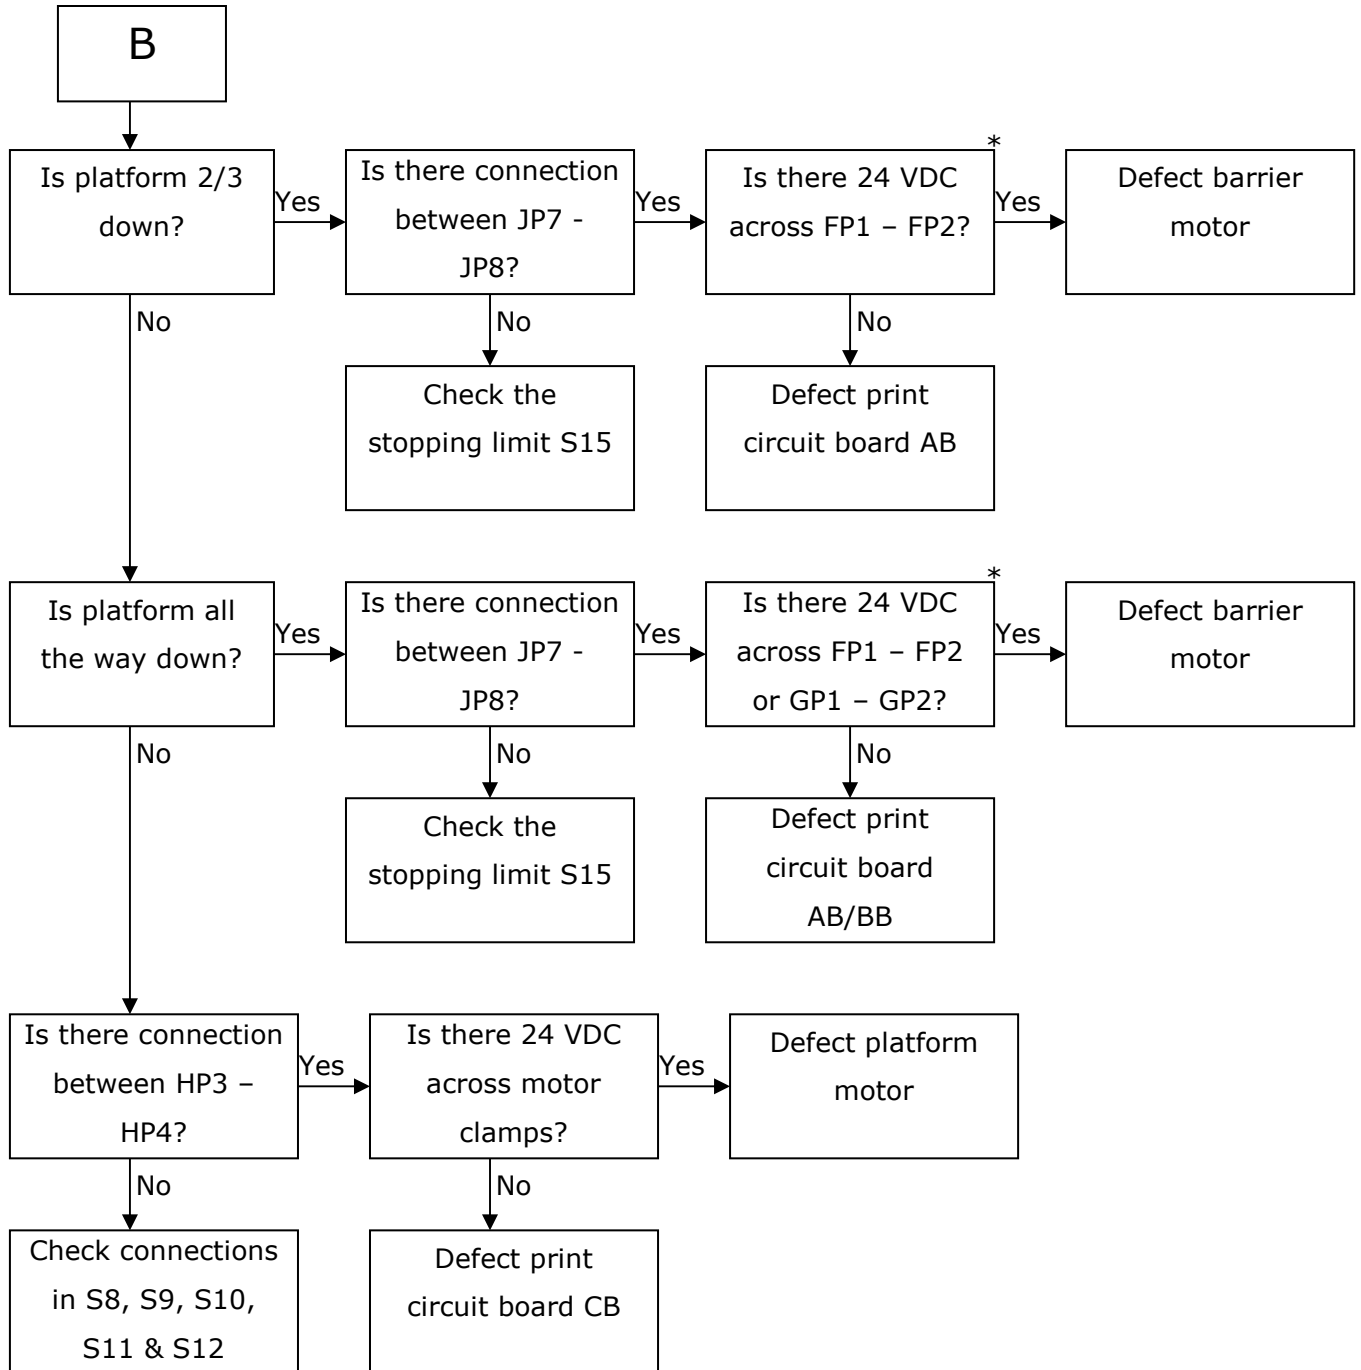 B
*
Is platform 2/3
down?
Yes
Is there connection
between JP7 -
JP8?
Yes
Is there 24 VDC
across FP1 – FP2?
Yes
Defect barrier
motor
No
No
No
Check the
stopping limit S15
Defect print
circuit board AB
*
Is platform all
the way down?
Yes
Is there connection
between JP7 -
JP8?
Yes
Is there 24 VDC
across FP1 – FP2
or GP1 – GP2?
Yes
Defect barrier
motor
No
No
No
Check the
stopping limit S15
Defect print
circuit board
AB/BB
Is there connection
between HP3 –
HP4?
Yes
Is there 24 VDC
across motor
clamps?
Yes
Defect platform
motor
No
No
Check connections
in S8, S9, S10,
S11 & S12
Defect print
circuit board CB